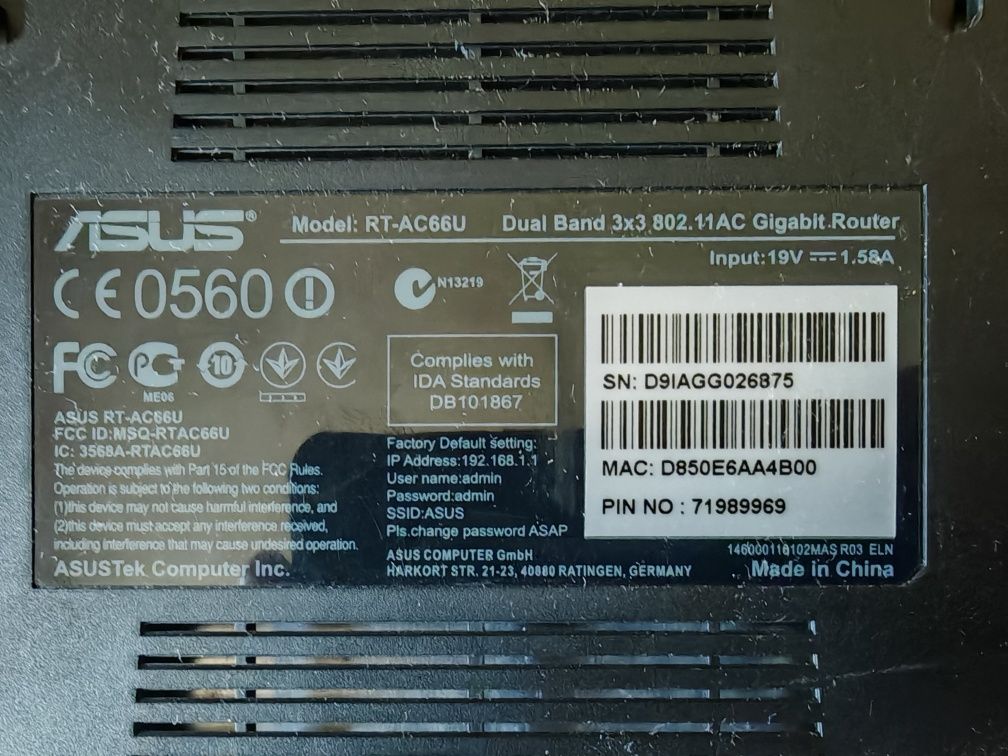 ASUS® Model: RT-AC66U Dual Band 3x3 802.11AC Gigabit Router
Input:19V ⎓ 1.58A
CE0560
N13219
FC
10
ME06
Complies with
IDA Standards
DB101867
ASUS RT-AC66U
FCC ID:MSQ-RTAC66U
IC: 3568A-RTAC66U
The device complies with Part 15 of the FCC Rules.
Operation is subject to the following two conditions:
(1)this device may not cause harmful interference, and
(2)this device must accept any interference received,
including interference that may cause undesired operation.
ASUSTek Computer Inc.
Factory Default setting:
IP Address:192.168.1.1
User name:admin
Password:admin
SSID:ASUS
Pls.change password ASAP
ASUS COMPUTER GmbH
HARKORT STR. 21-23, 40880 RATINGEN, GERMANY
SN: D9IAGG026875
MAC: D850E6AA4B00
PIN NO : 71989969
R03 ELN
Made in China